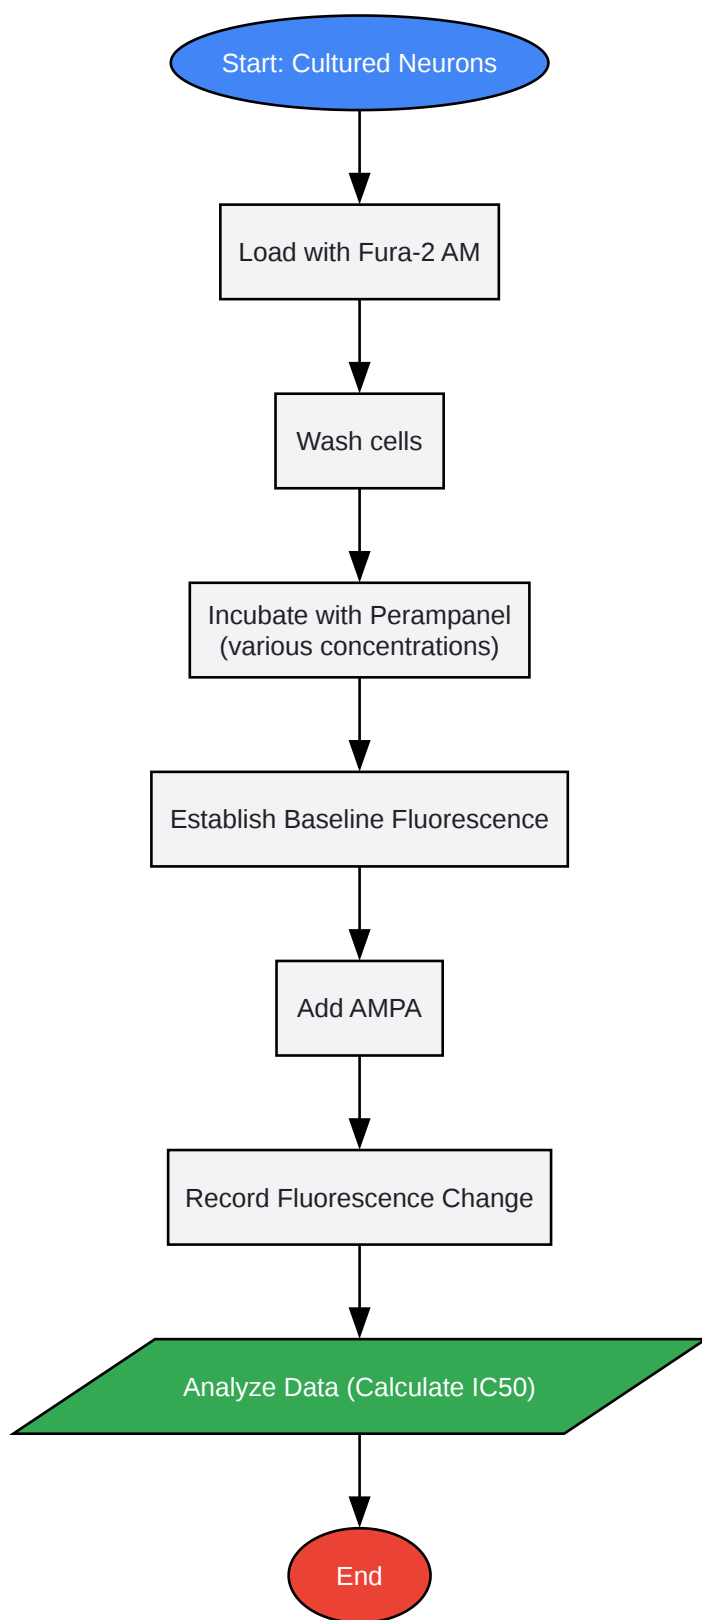 Start: Cultured Neurons
Load with Fura-2 AM
Wash cells
Incubate with Perampanel
(various concentrations)
Establish Baseline Fluorescence
Add AMPA
Record Fluorescence Change
Analyze Data (Calculate IC50)
End